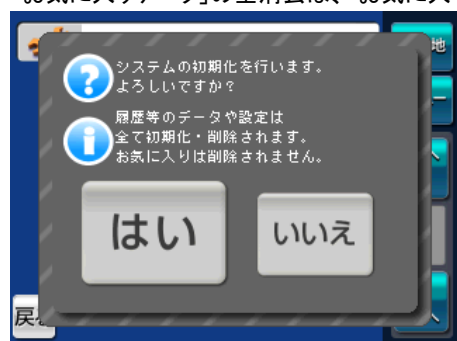 システムの初期化を行います。
よろしいですか？
履歴等のデータや設定は
全て初期化・削除されます。
お気に入りは削除されません。
はい
いいえ
地
戻